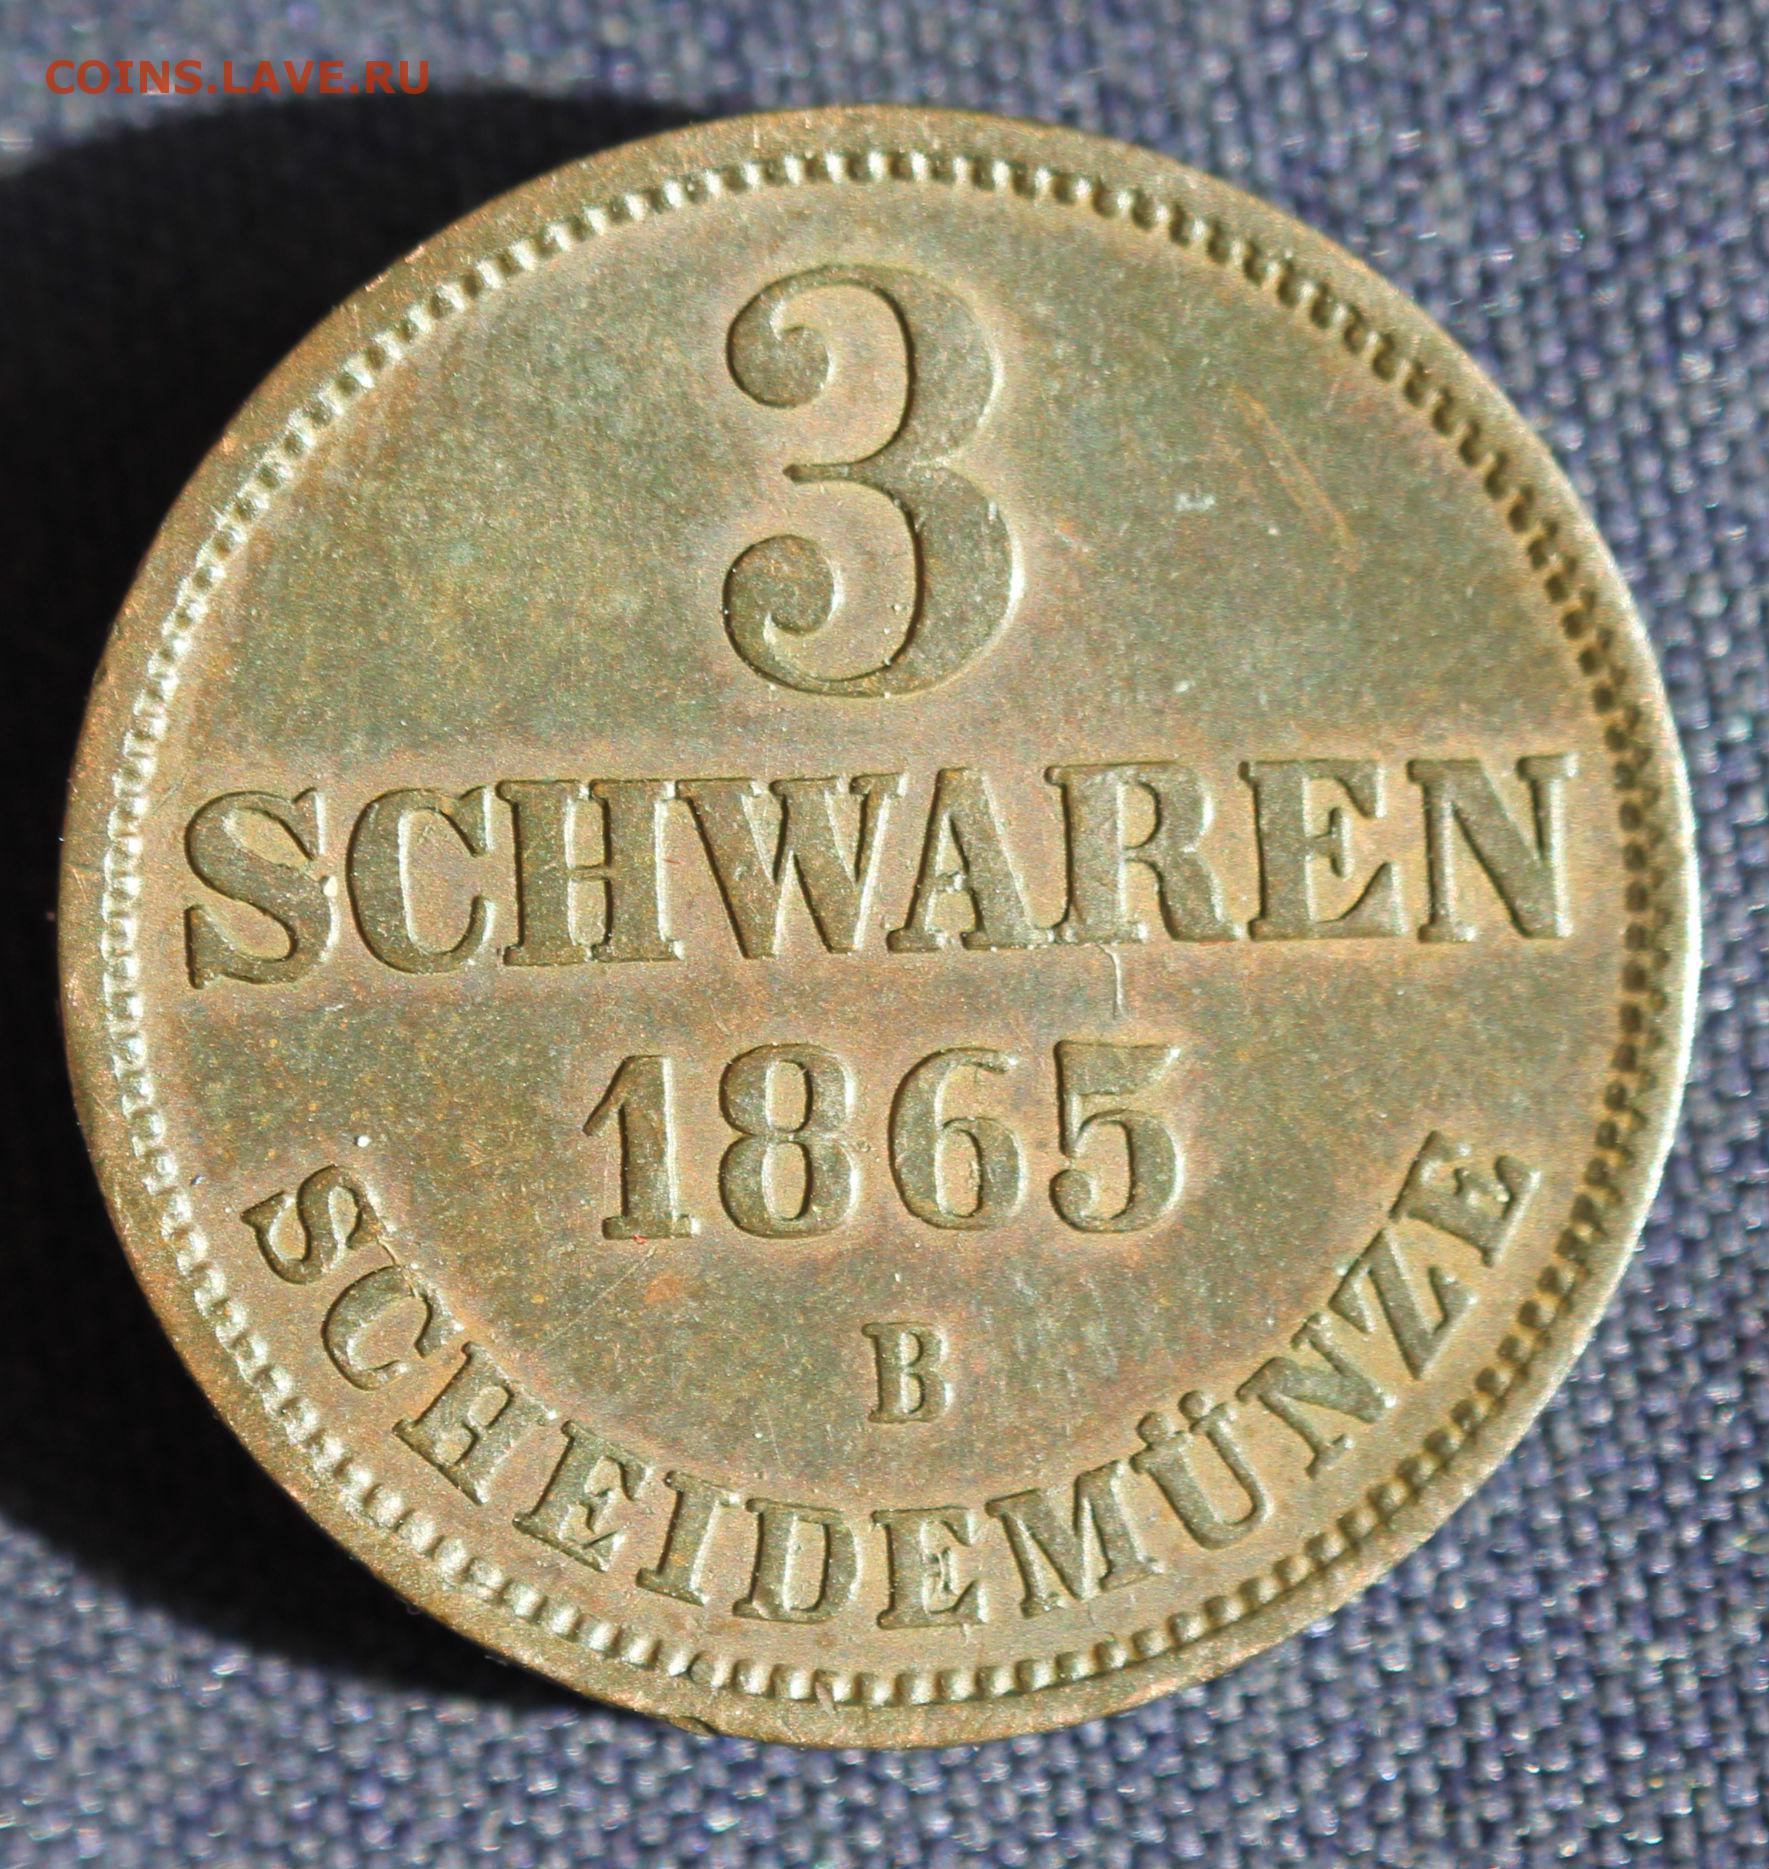 COINS.LAVE.RU
3
SCHWAREN
1865
B
SCHEIDEMÜNZE